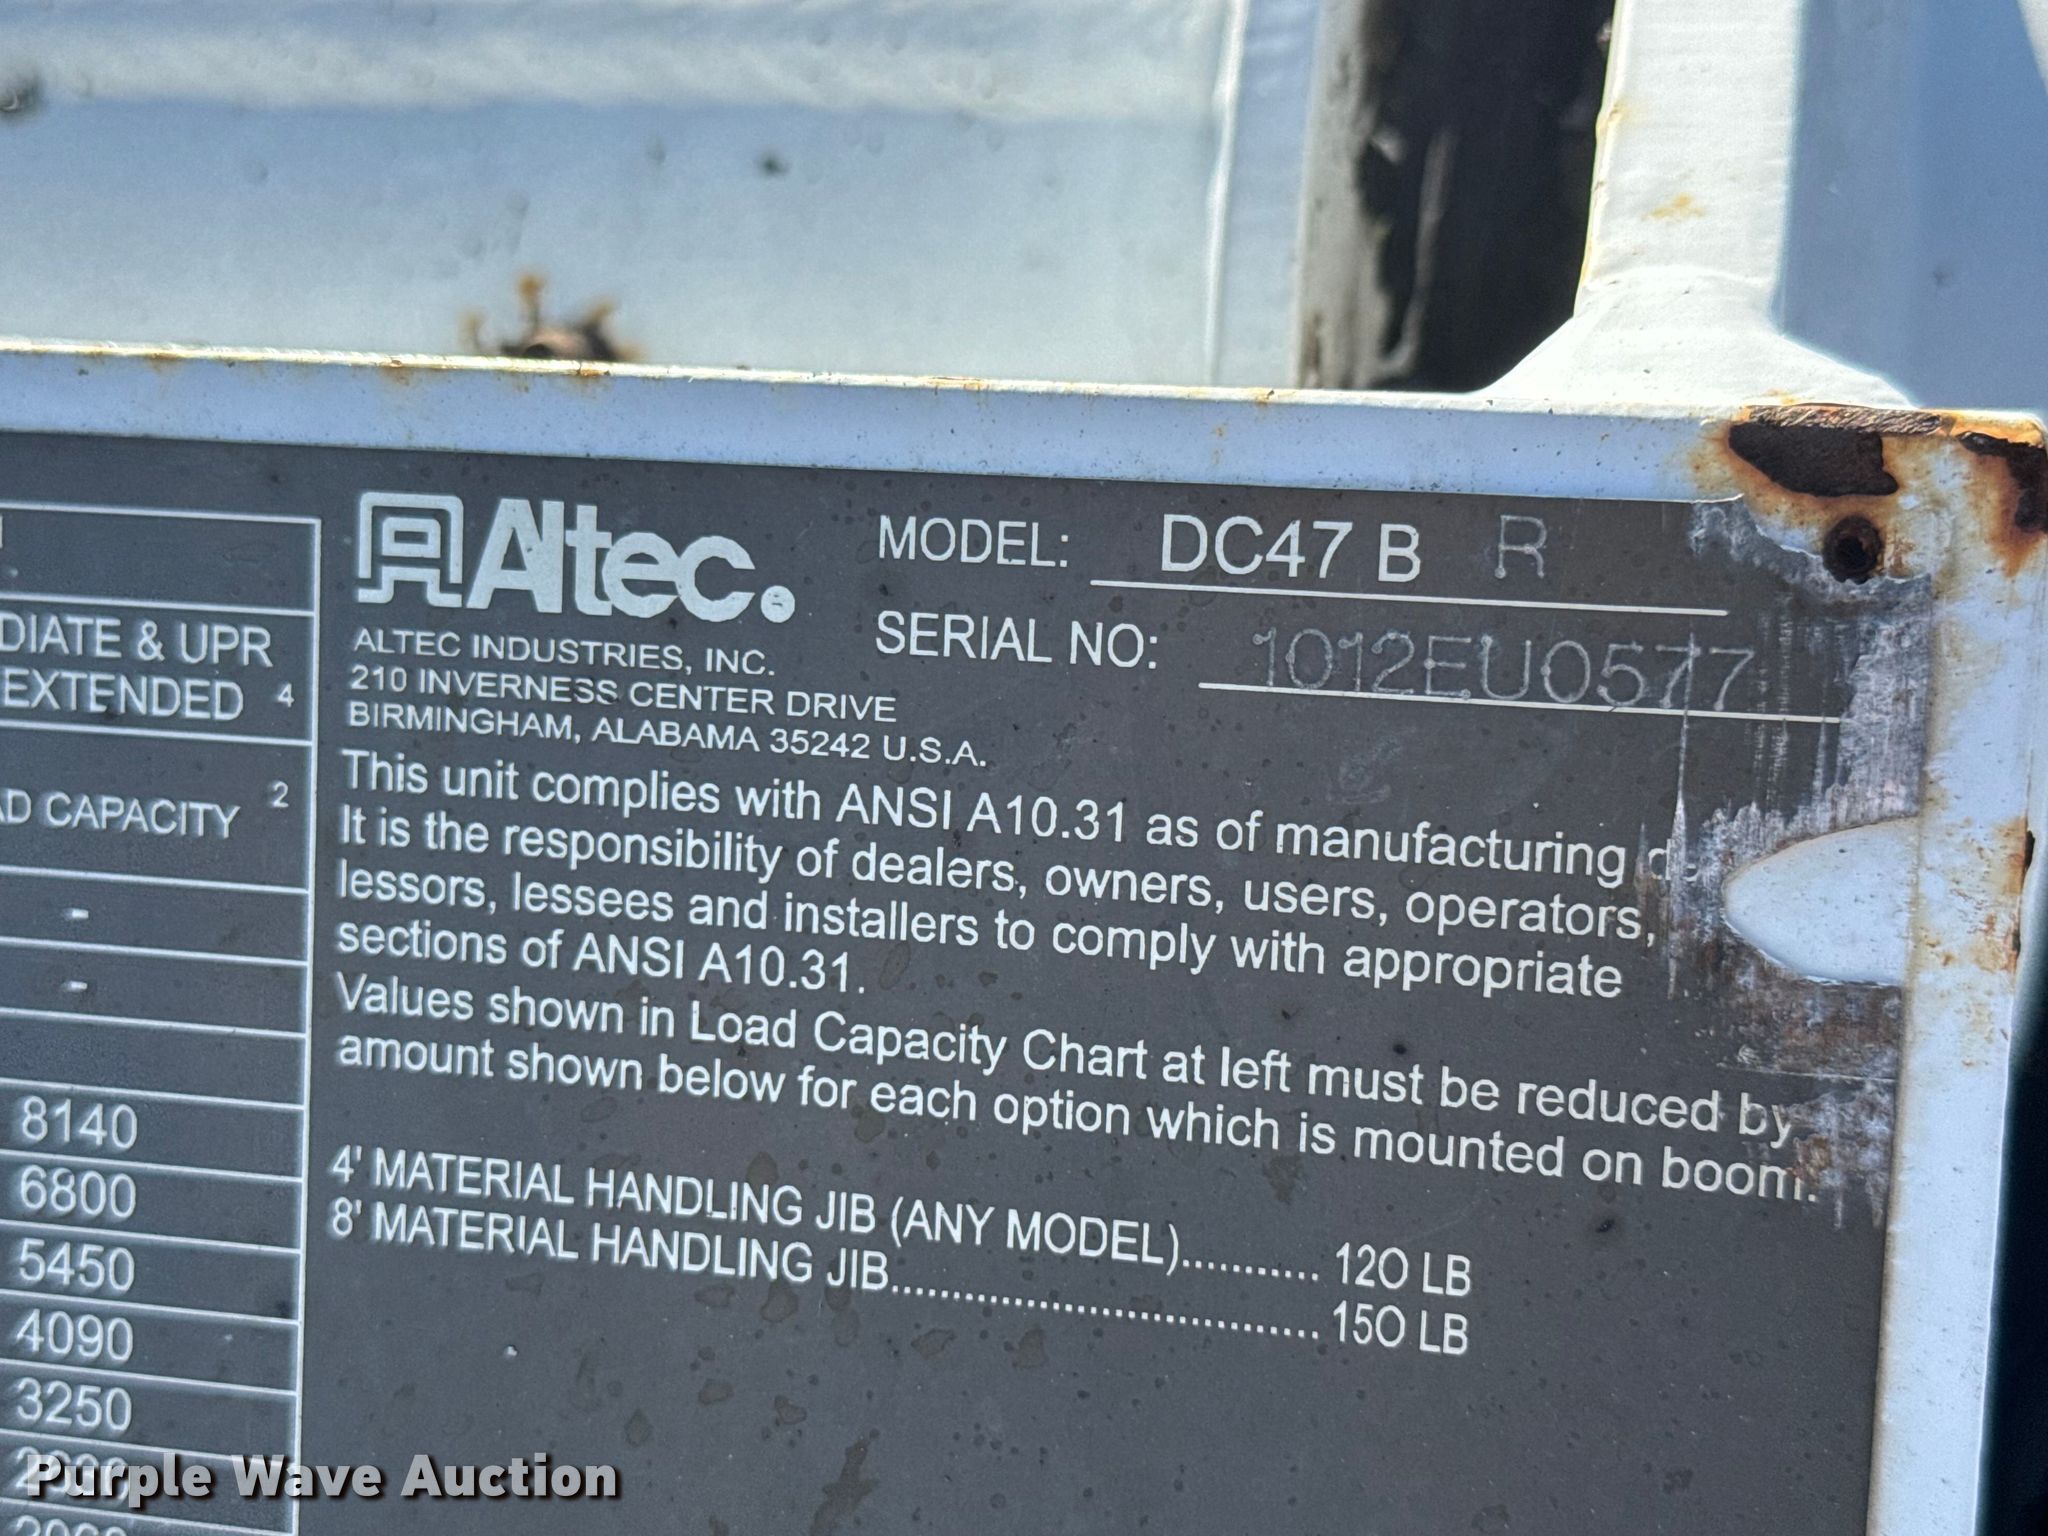 DIATE & UPR
EXTENDED 4
CAPACITY 2
-
-
8140
6800
5450
4090
3250
Altec.
ALTEC INDUSTRIES, INC.
210 INVERNESS CENTER DRIVE
BIRMINGHAM, ALABAMA 35242 U.S.A.
MODEL: DC47 B R
SERIAL NO: 1012EU0577
This unit complies with ANSI A10.31 as of manufacturing
It is the responsibility of dealers, owners, users, operators,
lessors, lessees and installers to comply with appropriate
sections of ANSI A10.31.
Values shown in Load Capacity Chart at left must be reduced by
amount shown below for each option which is mounted on boom.
4' MATERIAL HANDLING JIB (ANY MODEL)........... 120 LB
8' MATERIAL HANDLING JIB................................... 150 LB
Purple Wave Auction